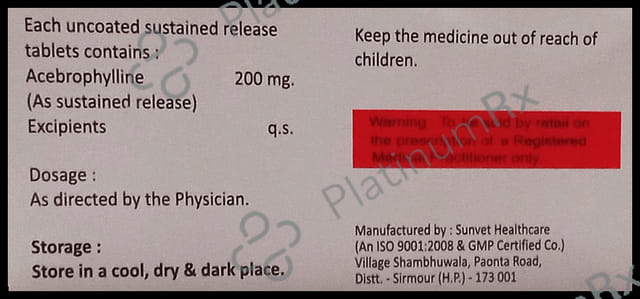 Each uncoated sustained release
tablets contains :
Acebrophylline 200 mg.
(As sustained release)
Excipients q.s.
Dosage :
As directed by the Physician.
Storage :
Store in a cool, dry & dark place.
Keep the medicine out of reach of
children.
Warning To be sold by retail on
the prescription of a Registered
Medical Practitioner only.
Manufactured by : Sunvet Healthcare
(An ISO 9001:2008 & GMP Certified Co.)
Village Shambhuwala, Paonta Road,
Distt. - Sirmour (H.P.) - 173 001
PlatinumRx